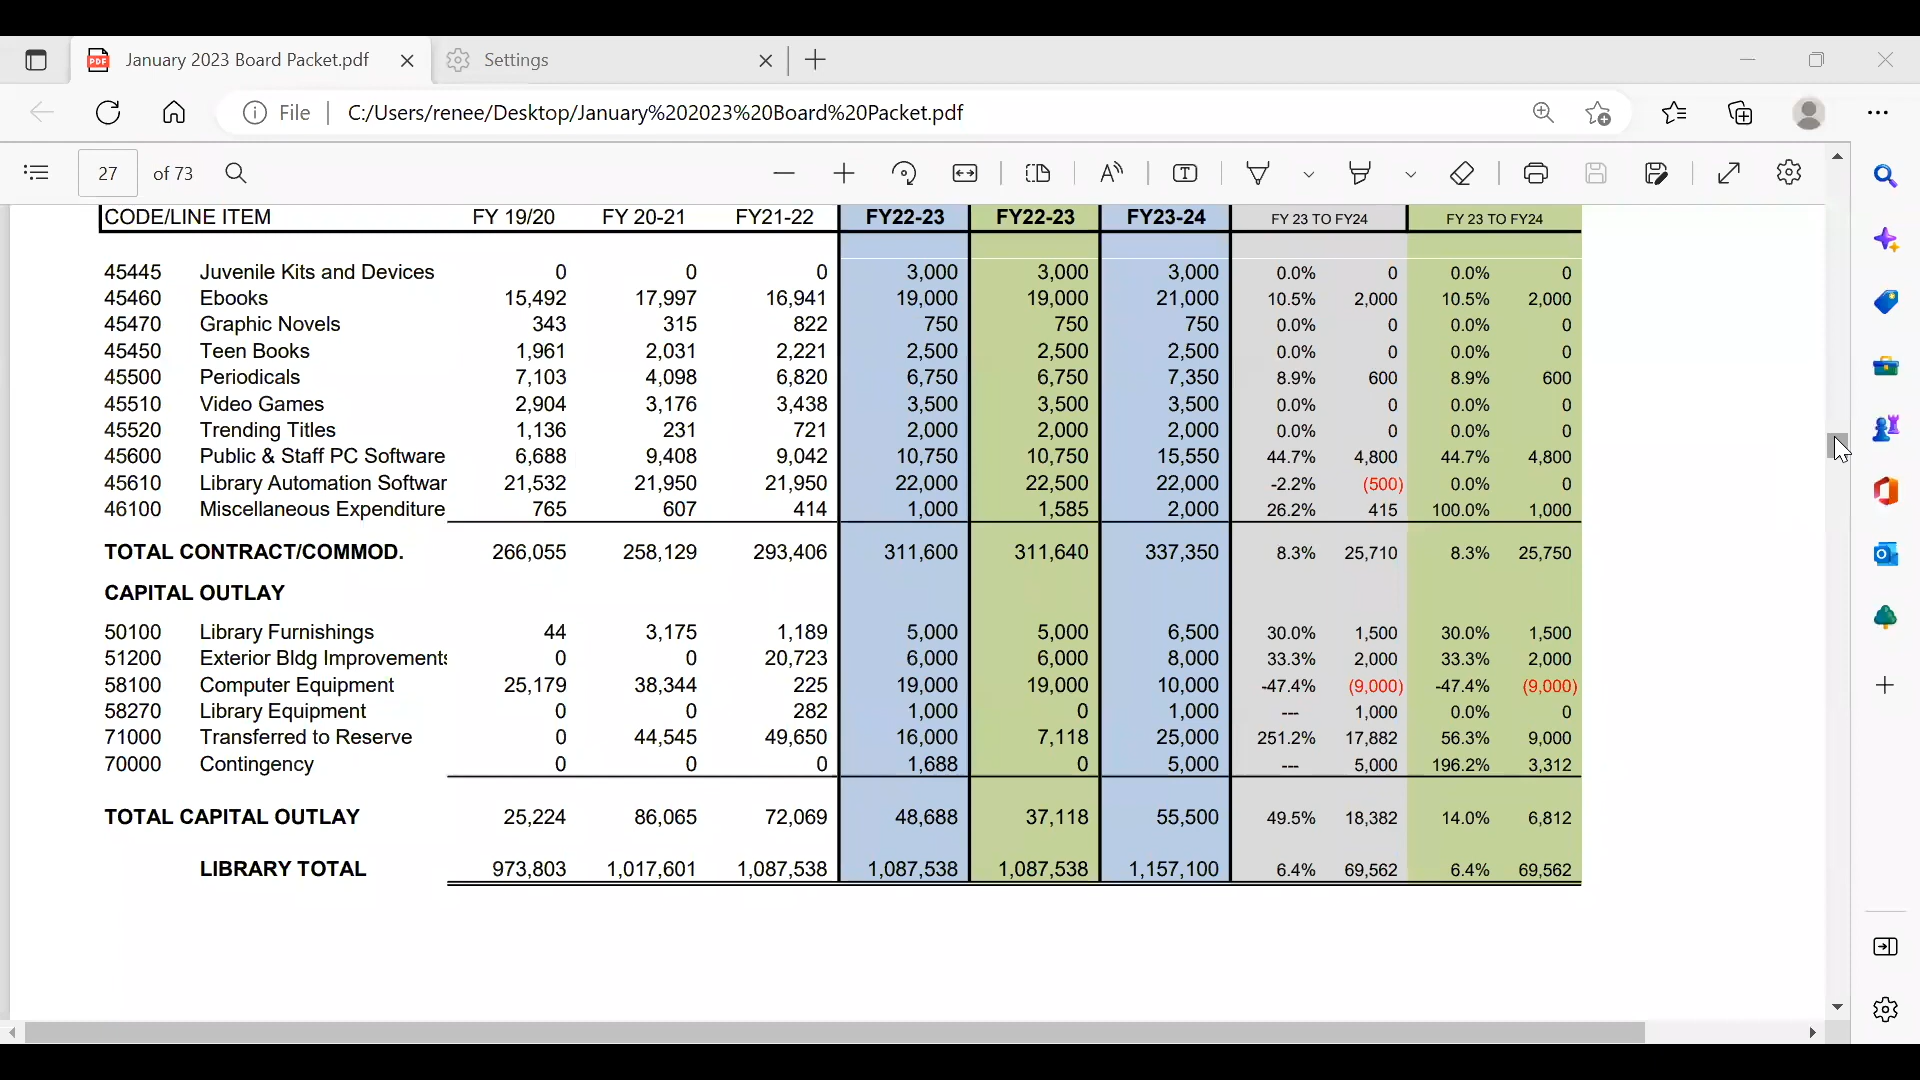 January 2023 Board Packet.pdf
Settings
File
C:/Users/renee/Desktop/January%202023%20Board%20Packet.pdf
27 of 73
CODE/LINE ITEM FY 19/20 FY 20-21 FY21-22 FY22-23 FY22-23 FY23-24 FY 23 TO FY24 FY 23 TO FY24
45445 Juvenile Kits and Devices 0 0 0 3,000 3,000 3,000 0.0% 0 0.0% 0
45460 Ebooks 15,492 17,997 16,941 19,000 19,000 21,000 10.5% 2,000 10.5% 2,000
45470 Graphic Novels 343 315 822 750 750 750 0.0% 0 0.0% 0
45450 Teen Books 1,961 2,031 2,221 2,500 2,500 2,500 0.0% 0 0.0% 0
45500 Periodicals 7,103 4,098 6,820 6,750 6,750 7,350 8.9% 600 8.9% 600
45510 Video Games 2,904 3,176 3,438 3,500 3,500 3,500 0.0% 0 0.0% 0
45520 Trending Titles 1,136 231 721 2,000 2,000 2,000 0.0% 0 0.0% 0
45600 Public & Staff PC Software 6,688 9,408 9,042 10,750 10,750 15,550 44.7% 4,800 44.7% 4,800
45610 Library Automation Softwar 21,532 21,950 21,950 22,000 22,500 22,000 -2.2% (500) 0.0% 0
46100 Miscellaneous Expenditure 765 607 414 1,000 1,585 2,000 26.2% 415 100.0% 1,000
TOTAL CONTRACT/COMMOD. 266,055 258,129 293,406 311,600 311,640 337,350 8.3% 25,710 8.3% 25,750
CAPITAL OUTLAY
50100 Library Furnishings 44 3,175 1,189 5,000 5,000 6,500 30.0% 1,500 30.0% 1,500
51200 Exterior Bldg Improvements 0 0 20,723 6,000 6,000 8,000 33.3% 2,000 33.3% 2,000
58100 Computer Equipment 25,179 38,344 225 19,000 19,000 10,000 -47.4% (9,000) -47.4% (9,000)
58270 Library Equipment 0 0 282 1,000 0 1,000 --- 1,000 0.0% 0
71000 Transferred to Reserve 0 44,545 49,650 16,000 7,118 25,000 251.2% 17,882 56.3% 9,000
70000 Contingency 0 0 0 1,688 0 5,000 --- 5,000 196.2% 3,312
TOTAL CAPITAL OUTLAY 25,224 86,065 72,069 48,688 37,118 55,500 49.5% 18,382 14.0% 6,812
LIBRARY TOTAL 973,803 1,017,601 1,087,538 1,087,538 1,087,538 1,157,100 6.4% 69,562 6.4% 69,562